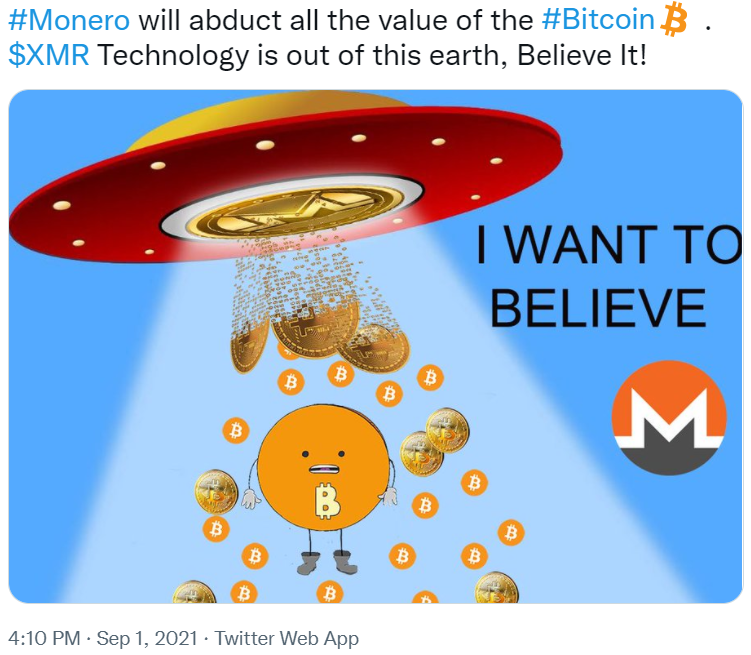 #Monero will abduct all the value of the #Bitcoin .
$XMR Technology is out of this earth, Believe It!
I WANT TO
BELIEVE
4:10 PM · Sep 1, 2021 · Twitter Web App